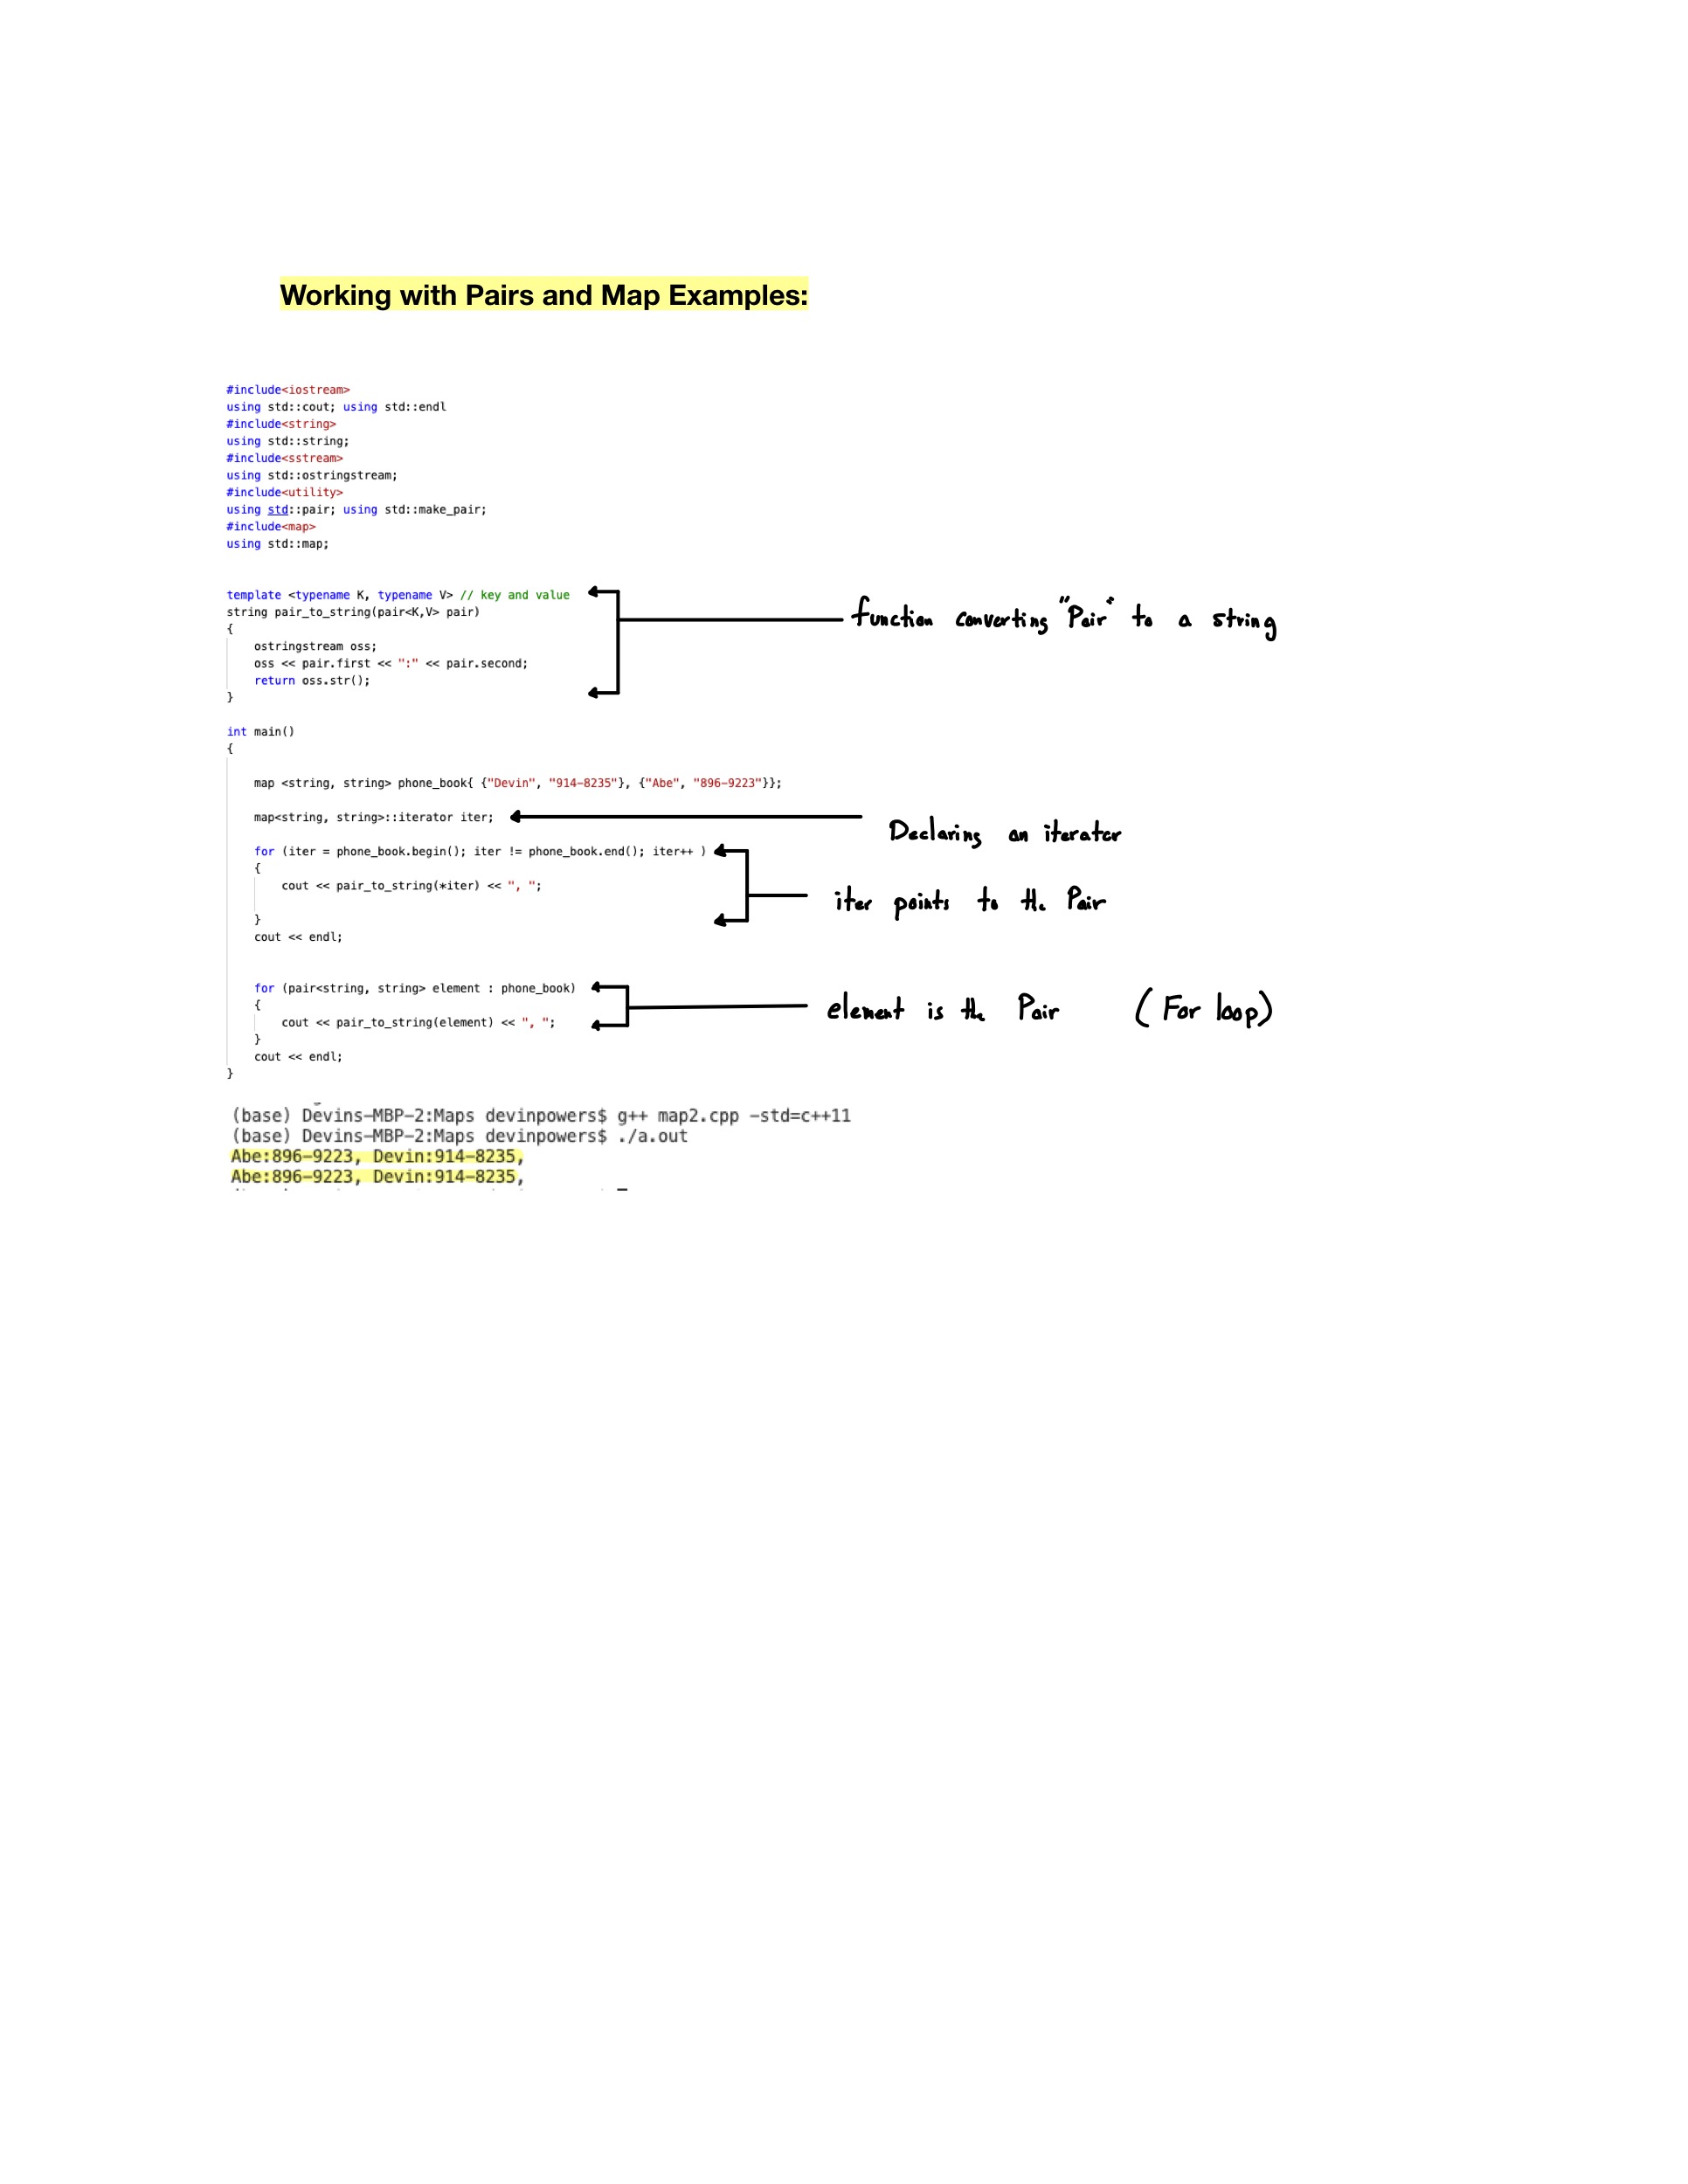 Working with Pairs and Map Examples:
#include<iostream>
using std::cout; using std::endl
#include<string>
using std::string;
#include<sstream>
using std::ostringstream;
#include<utility>
using std::pair; using std::make_pair;
#include<map>
using std::map;
template <typename K, typename V> // key and value
string pair_to_string(pair<K,V> pair)
function converting "Pair" to a string
{
ostringstream oss;
oss << pair.first << ":" << pair.second;
return oss.str();
}
int main()
{
map <string, string> phone_book{ {"Devin", "914-8235"}, {"Abe", "896-9223"}};
map<string, string>::iterator iter;
Declaring an iterator
for (iter = phone_book.begin(); iter != phone_book.end(); iter++ )
{
cout << pair_to_string(*iter) << ", ";
iter points to the Pair
}
cout << endl;
for (pair<string, string> element : phone_book)
{
element is the Pair (For loop)
cout << pair_to_string(element) << ", ";
}
cout << endl;
}
(base) Devins-MBP-2:Maps devinpowers$ g++ map2.cpp -std=c++11
(base) Devins-MBP-2:Maps devinpowers$ ./a.out
Abe:896-9223, Devin:914-8235,
Abe:896-9223, Devin:914-8235,